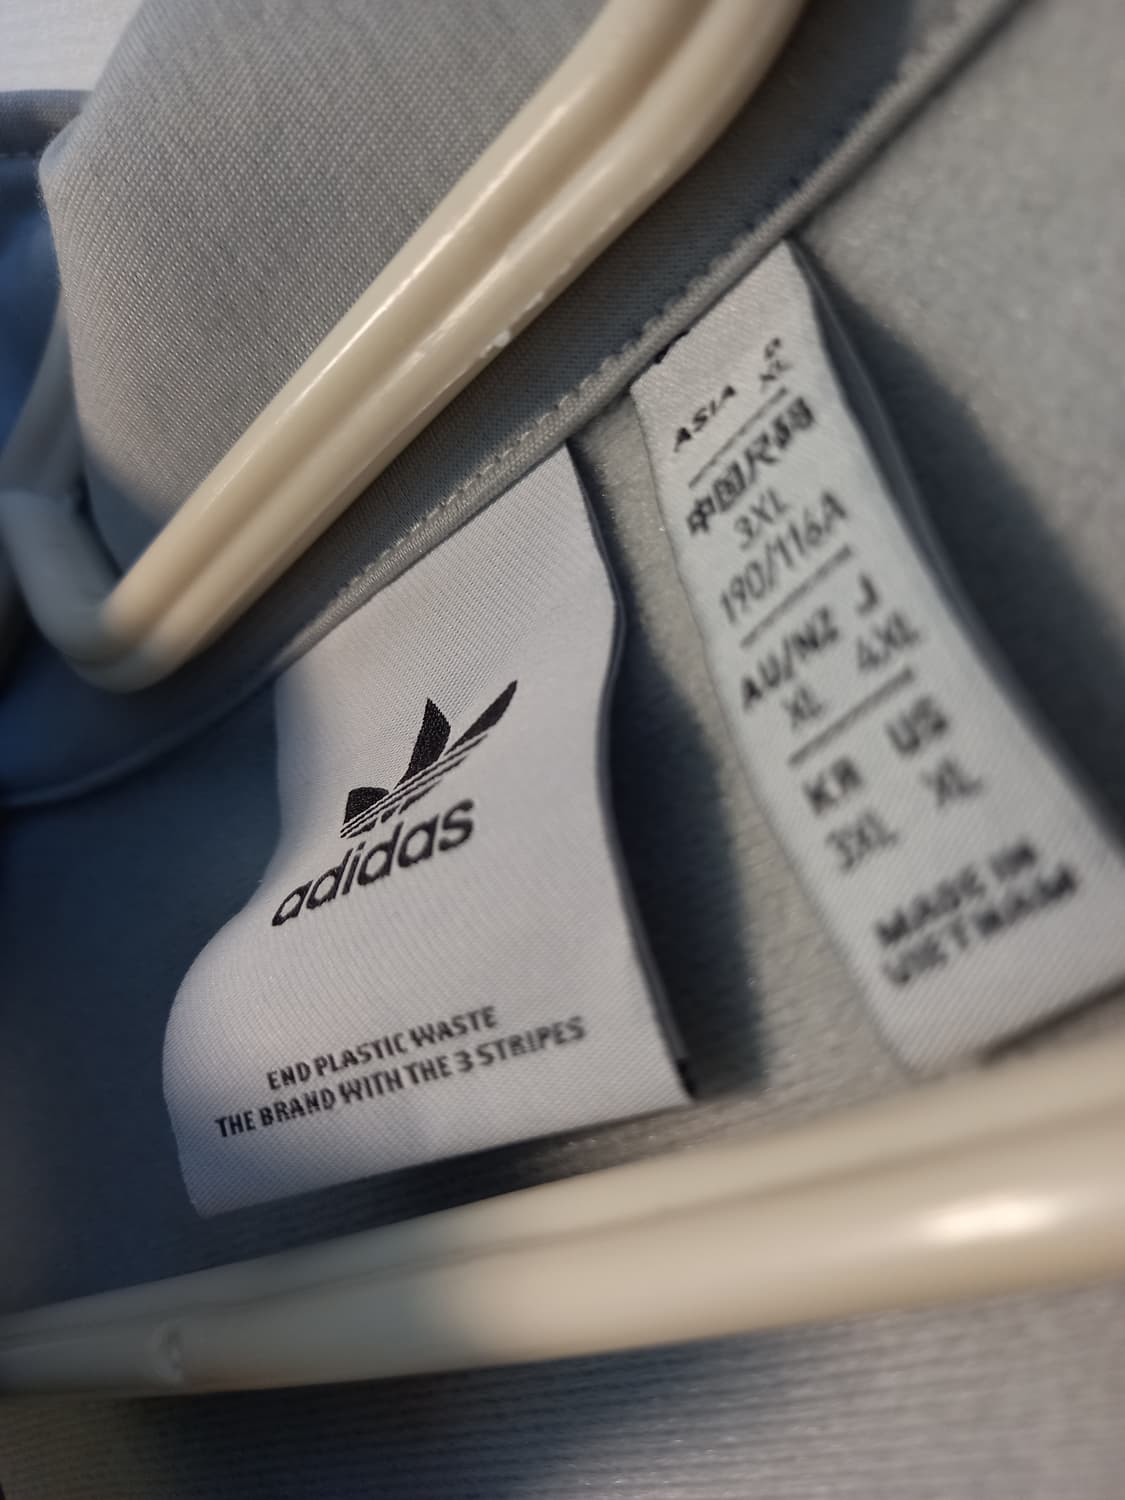 adidas
END PLASTIC WASTE
THE BRAND WITH THE 3 STRIPES
ASIA D
XL
中国尺码
3XL
190/116A
AU/NZ J
XL 4XL
KR US
3XL XL
MADE IN
VIETNAM